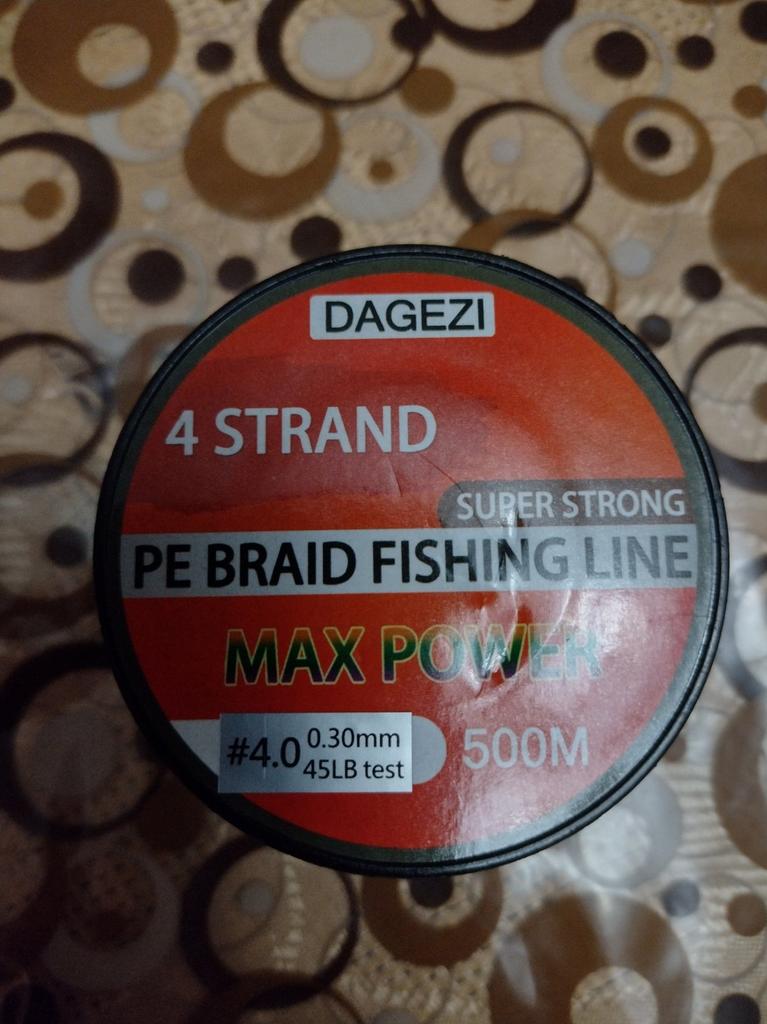 DAGEZI
4 STRAND
SUPER STRONG
PE BRAID FISHING LINE
MAX POWER
#4.0 0.30mm
45LB test
500M